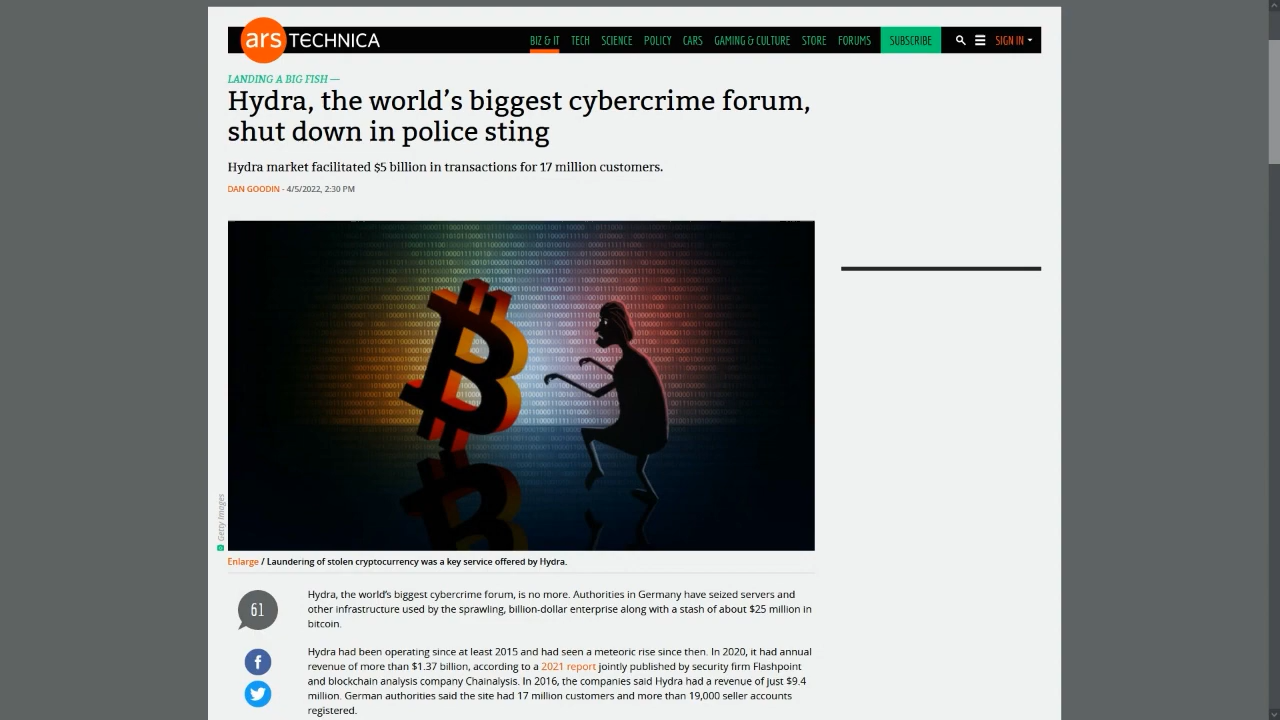 ars TECHNICA
BIZ & IT TECH SCIENCE POLICY CARS GAMING & CULTURE STORE FORUMS SUBSCRIBE SIGN IN
LANDING A BIG FISH —
Hydra, the world’s biggest cybercrime forum,
shut down in police sting
Hydra market facilitated $5 billion in transactions for 17 million customers.
DAN GOODIN - 4/5/2022, 2:30 PM
Getty Images
Enlarge / Laundering of stolen cryptocurrency was a key service offered by Hydra.
61
Hydra, the world’s biggest cybercrime forum, is no more. Authorities in Germany have seized servers and
other infrastructure used by the sprawling, billion-dollar enterprise along with a stash of about $25 million in
bitcoin.
Hydra had been operating since at least 2015 and had seen a meteoric rise since then. In 2020, it had annual
revenue of more than $1.37 billion, according to a 2021 report jointly published by security firm Flashpoint
and blockchain analysis company Chainalysis. In 2016, the companies said Hydra had a revenue of just $9.4
million. German authorities said the site had 17 million customers and more than 19,000 seller accounts
registered.